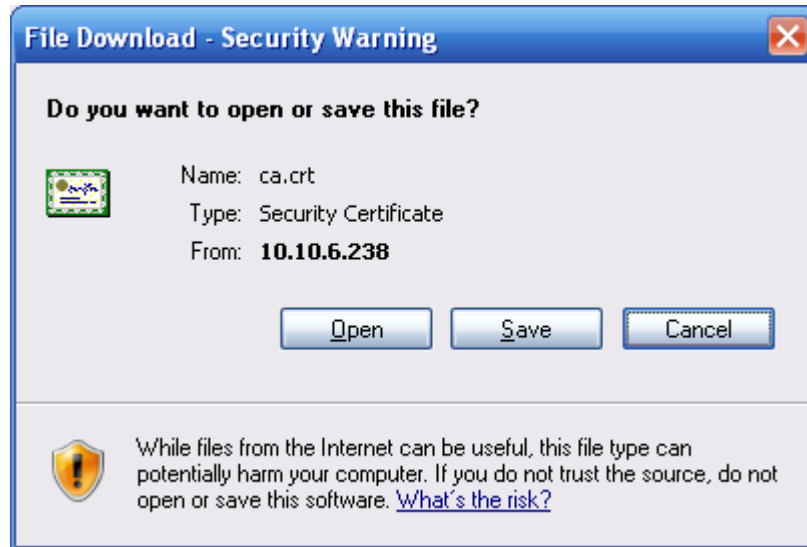 File Download - Security Warning
Do you want to open or save this file?
Name: ca.crt
Type: Security Certificate
From: 10.10.6.238
Open Save Cancel
While files from the Internet can be useful, this file type can
potentially harm your computer. If you do not trust the source, do not
open or save this software. What's the risk?